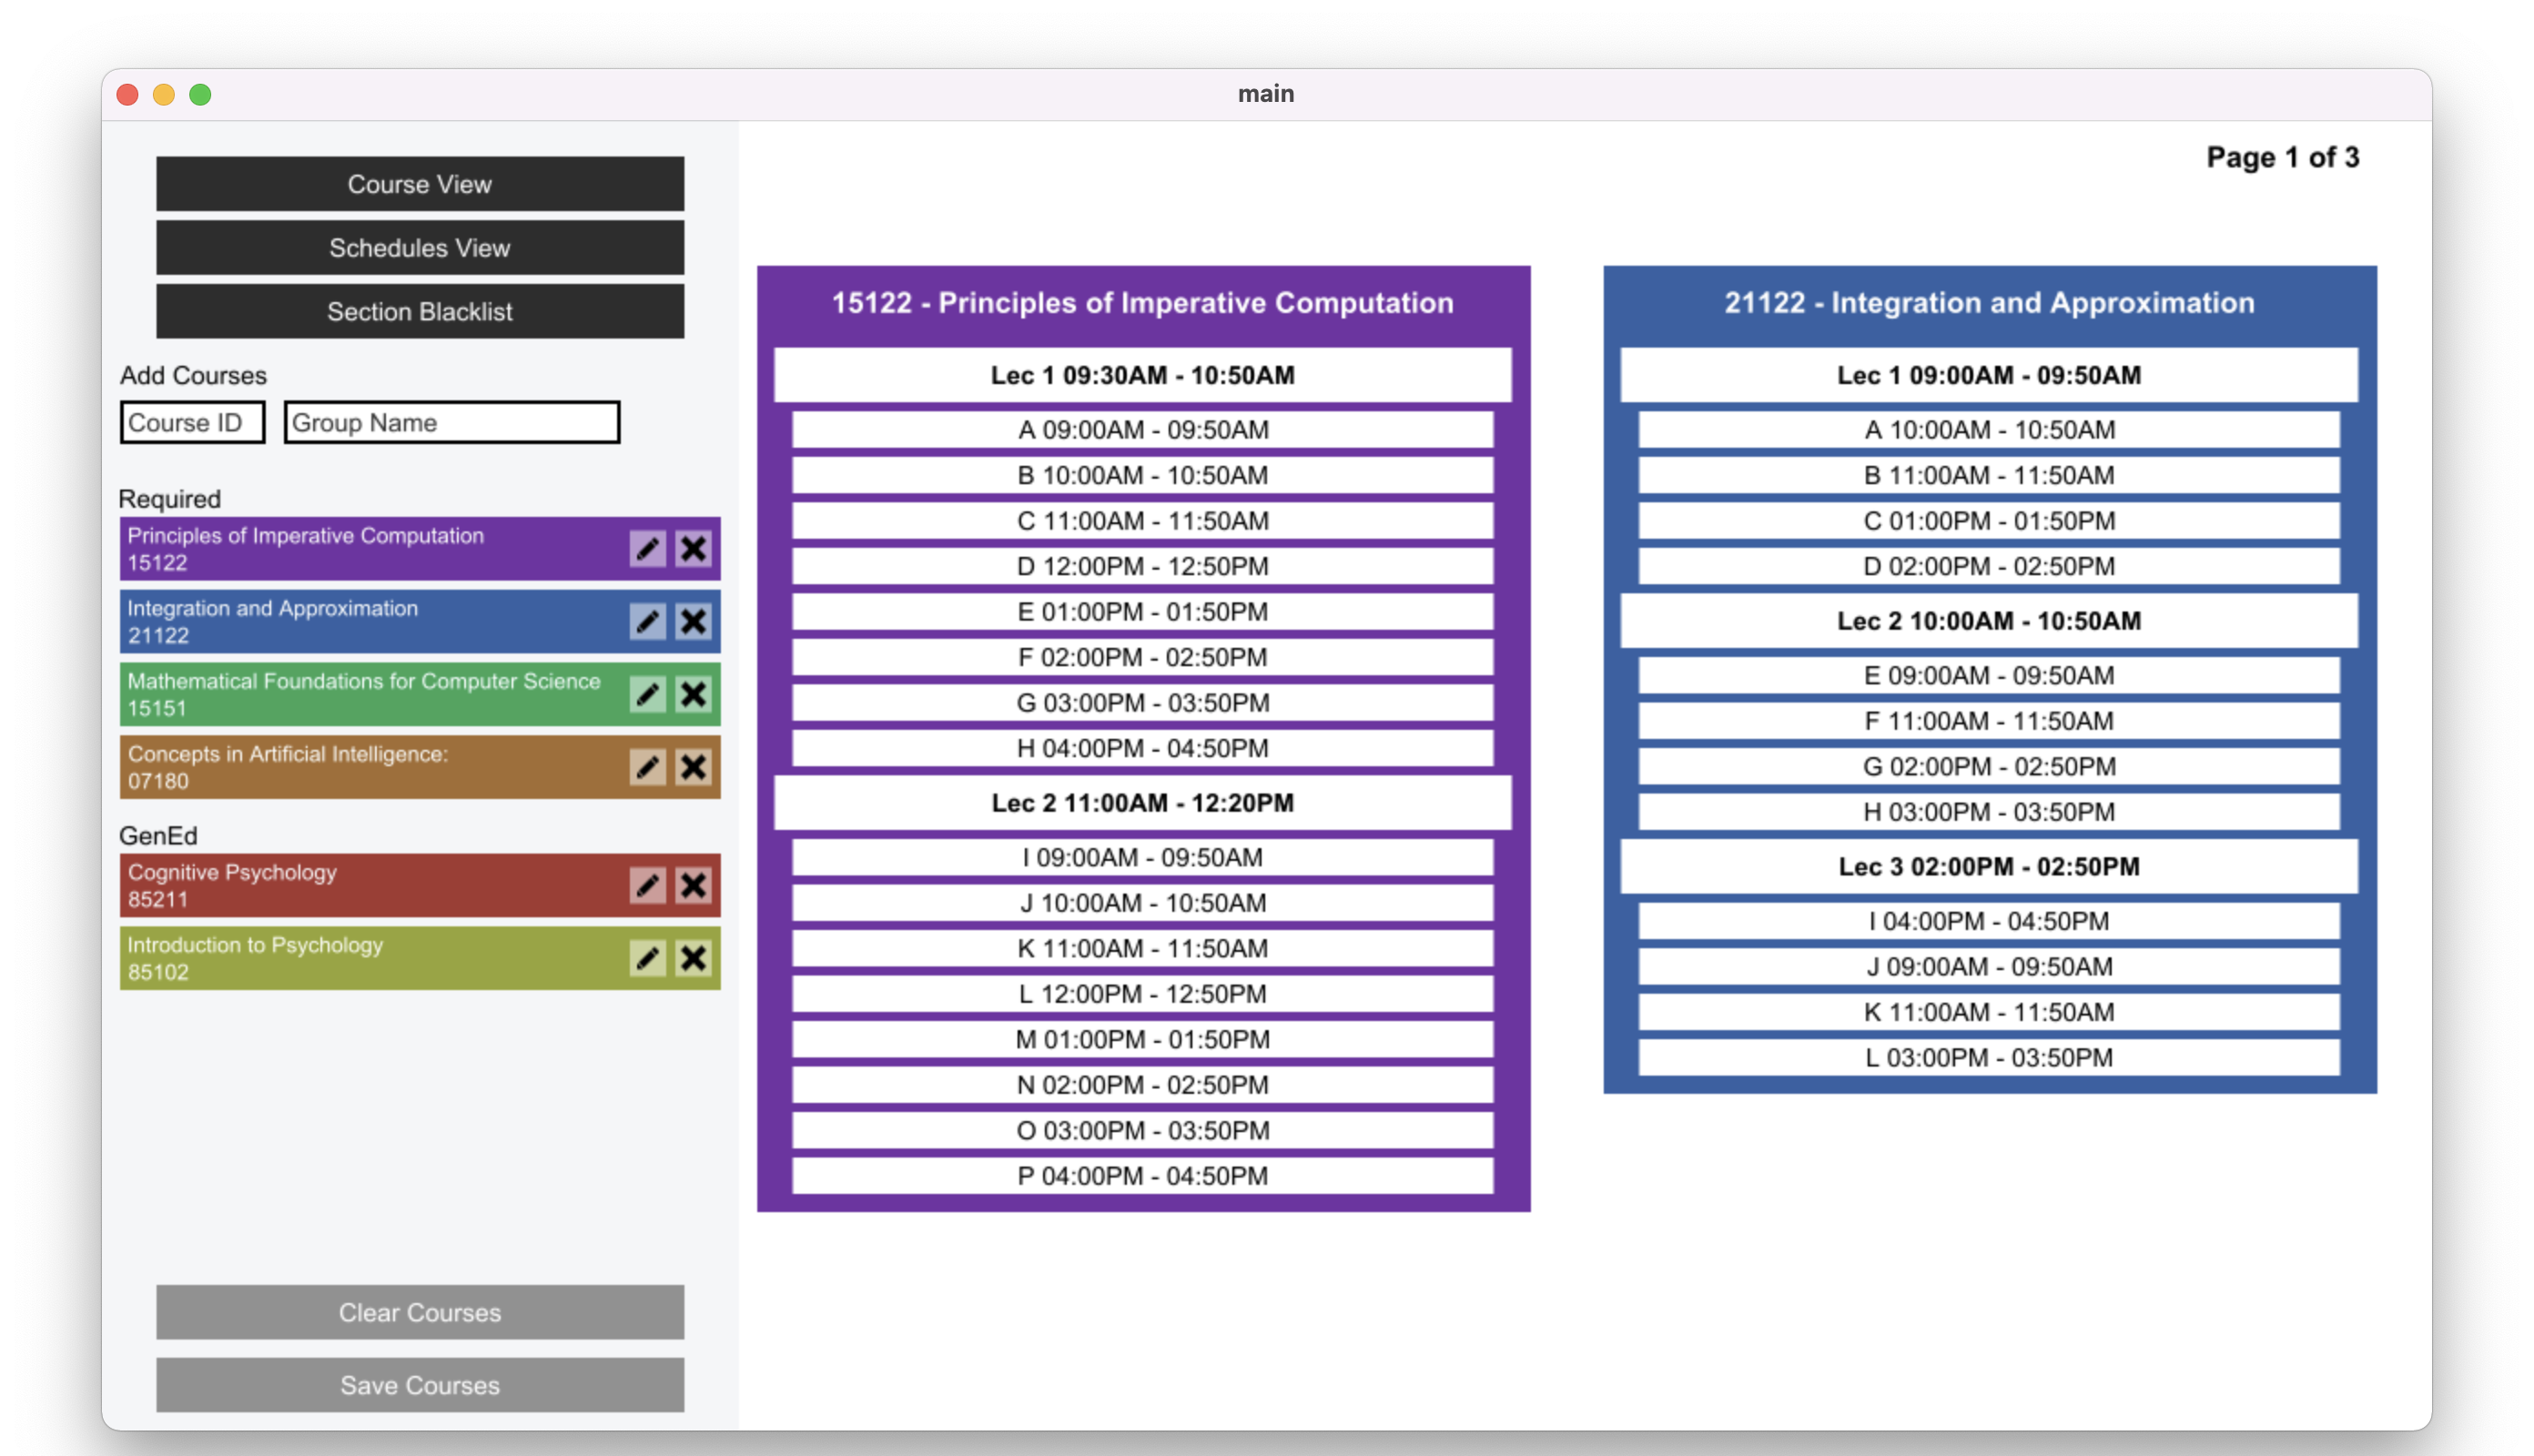 main
Course View
Schedules View
Section Blacklist
Add Courses
Course ID
Group Name
Required
Principles of Imperative Computation
15122
Integration and Approximation
21122
Mathematical Foundations for Computer Science
15151
Concepts in Artificial Intelligence:
07180
GenEd
Cognitive Psychology
85211
Introduction to Psychology
85102
Clear Courses
Save Courses
Page 1 of 3
15122 - Principles of Imperative Computation
Lec 1 09:30AM - 10:50AM
A 09:00AM - 09:50AM
B 10:00AM - 10:50AM
C 11:00AM - 11:50AM
D 12:00PM - 12:50PM
E 01:00PM - 01:50PM
F 02:00PM - 02:50PM
G 03:00PM - 03:50PM
H 04:00PM - 04:50PM
Lec 2 11:00AM - 12:20PM
I 09:00AM - 09:50AM
J 10:00AM - 10:50AM
K 11:00AM - 11:50AM
L 12:00PM - 12:50PM
M 01:00PM - 01:50PM
N 02:00PM - 02:50PM
O 03:00PM - 03:50PM
P 04:00PM - 04:50PM
21122 - Integration and Approximation
Lec 1 09:00AM - 09:50AM
A 10:00AM - 10:50AM
B 11:00AM - 11:50AM
C 01:00PM - 01:50PM
D 02:00PM - 02:50PM
Lec 2 10:00AM - 10:50AM
E 09:00AM - 09:50AM
F 11:00AM - 11:50AM
G 02:00PM - 02:50PM
H 03:00PM - 03:50PM
Lec 3 02:00PM - 02:50PM
I 04:00PM - 04:50PM
J 09:00AM - 09:50AM
K 11:00AM - 11:50AM
L 03:00PM - 03:50PM